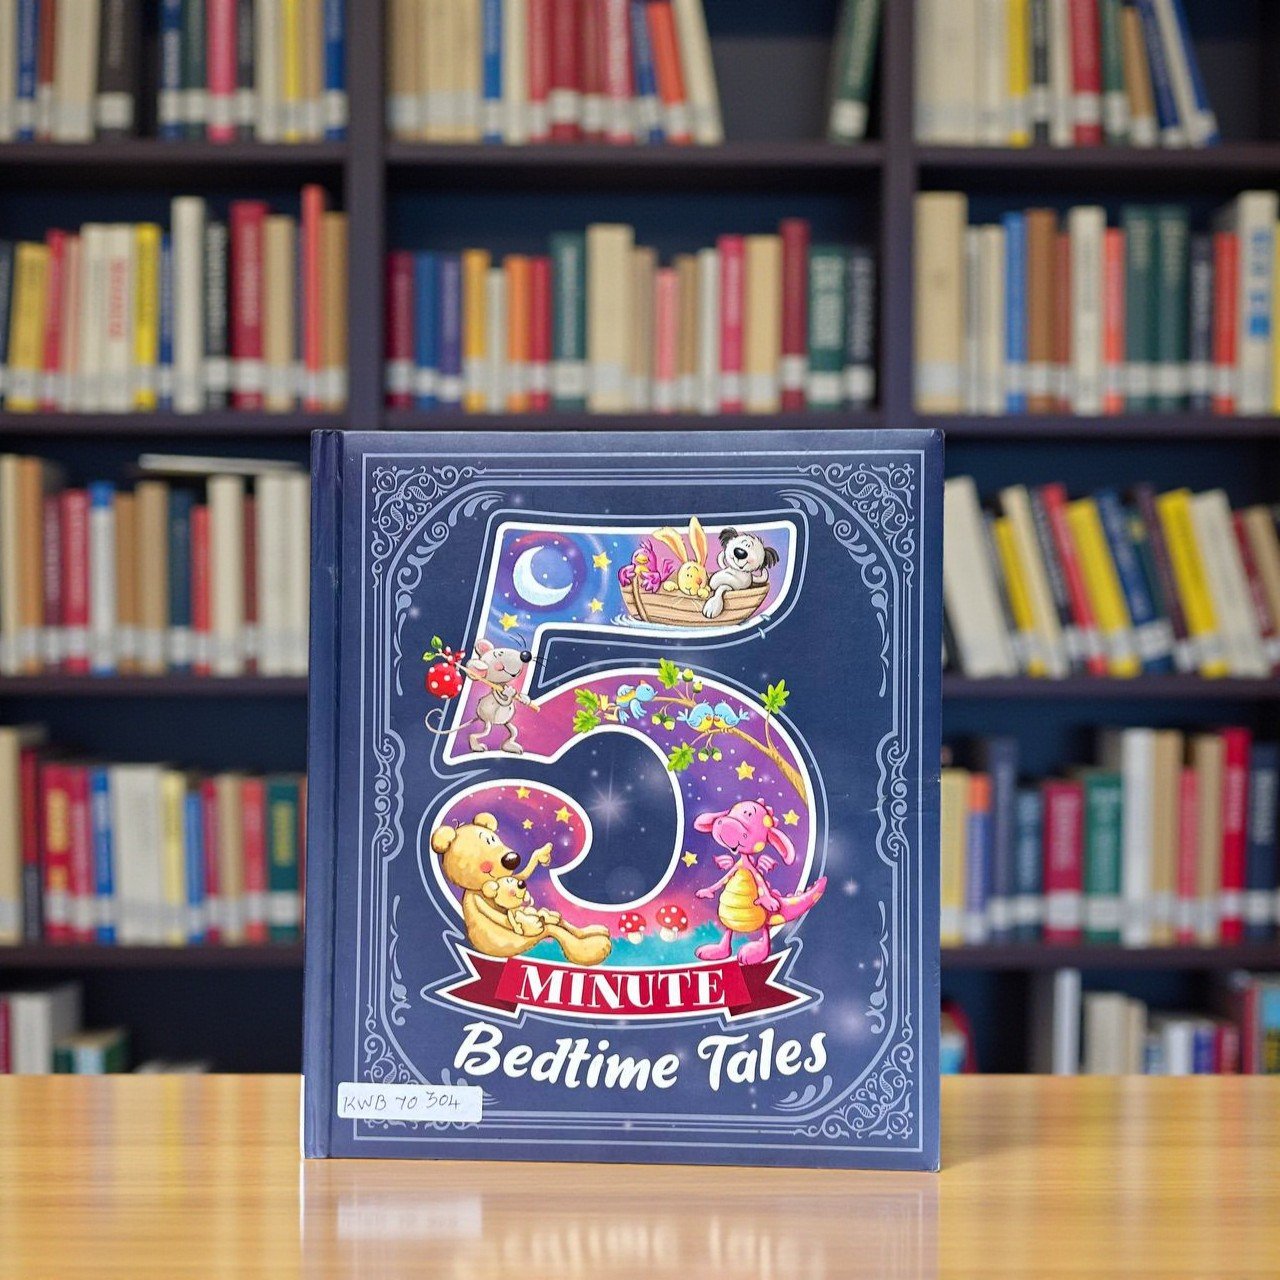 5
MINUTE
Bedtime Tales
KWB 70 304